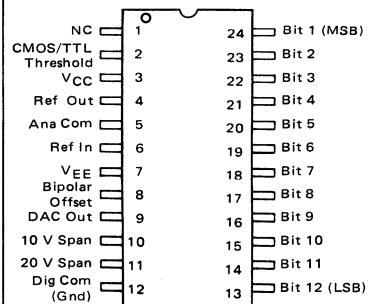 NC 1 24 Bit 1 (MSB)
CMOS/TTL
Threshold 2 23 Bit 2
VCC 3 22 Bit 3
Ref Out 4 21 Bit 4
Ana Com 5 20 Bit 5
Ref In 6 19 Bit 6
VEE 7 18 Bit 7
Bipolar
Offset 8 17 Bit 8
DAC Out 9 16 Bit 9
10 V Span 10 15 Bit 10
20 V Span 11 14 Bit 11
Dig Com
(Gnd) 12 13 Bit 12 (LSB)